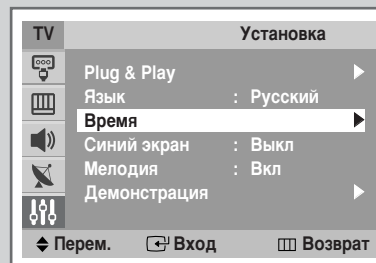 TV Установка
Plug & Play
Язык : Русский
Время
Синий экран : Выкл
Мелодия : Вкл
Демонстрация
Перем. Вход Возврат